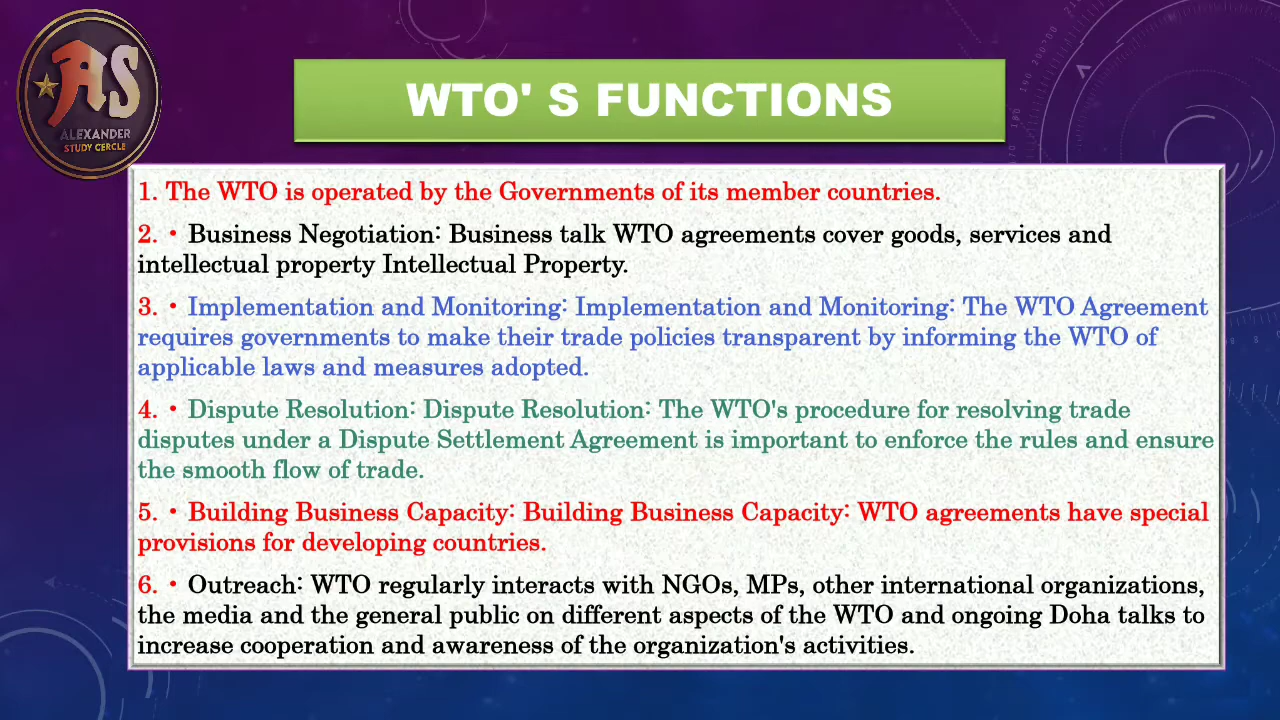 AS
ALEXANDER
STUDY CERCLE
WTO' S FUNCTIONS
1. The WTO is operated by the Governments of its member countries.
2. • Business Negotiation: Business talk WTO agreements cover goods, services and
intellectual property Intellectual Property.
3. • Implementation and Monitoring: Implementation and Monitoring: The WTO Agreement
requires governments to make their trade policies transparent by informing the WTO of
applicable laws and measures adopted.
4. • Dispute Resolution: Dispute Resolution: The WTO's procedure for resolving trade
disputes under a Dispute Settlement Agreement is important to enforce the rules and ensure
the smooth flow of trade.
5. • Building Business Capacity: Building Business Capacity: WTO agreements have special
provisions for developing countries.
6. • Outreach: WTO regularly interacts with NGOs, MPs, other international organizations,
the media and the general public on different aspects of the WTO and ongoing Doha talks to
increase cooperation and awareness of the organization's activities.